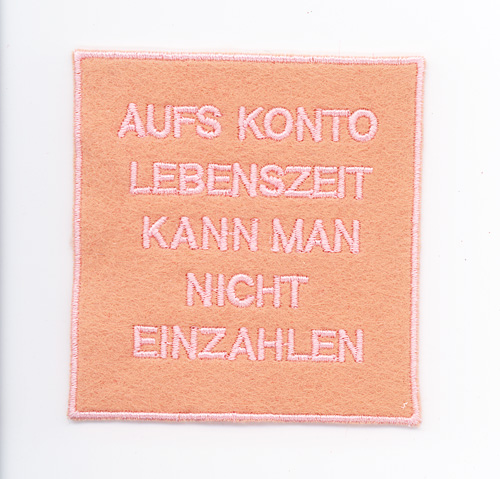 AUFS KONTO
LEBENSZEIT
KANN MAN
NICHT
EINZAHLEN